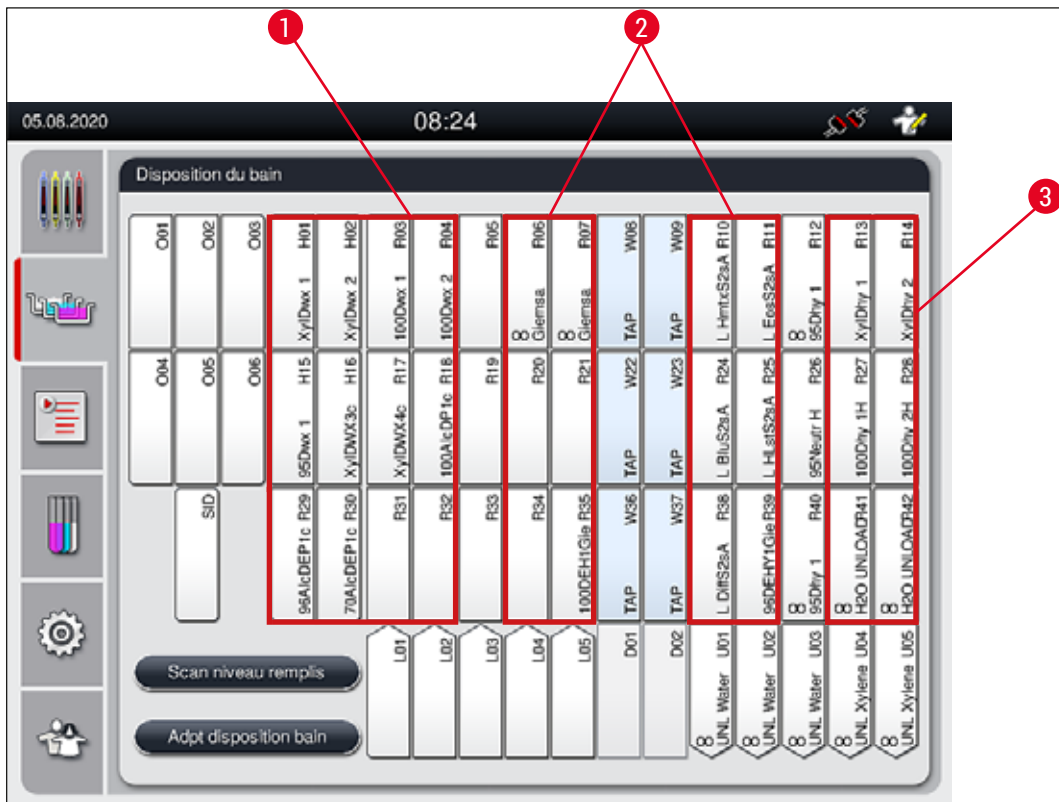 1
2
3
05.08.2020
08:24
Disposition du bain
O01
O02
O03
XylDwx 1 H01
XylDwx 2 H02
100Dwx 1 R03
100Dwx 2 R04
R05
∞ Giemsa R06
∞ Giemsa R07
TAP W08
TAP W09
L HmtxS2sA R10
L EosS2sA R11
∞ 95Dhy 1 R12
XylDhy 1 R13
XylDhy 2 R14
O04
O05
O06
95Dwx 1 H15
XylDWX3c H16
XylDWX4c R17
100AlcDP1c R18
R19
R20
R21
TAP W22
TAP W23
L BluS2sA R24
L HLstS2sA R25
95Neutr H R26
100Dhy 1H R27
100Dhy 2H R28
SID
96AlcDEP1c R29
70AlcDEP1c R30
R31
R32
R33
R34
100DEH1Gie R35
TAP W36
TAP W37
L DiffS2sA R38
96DEHY1Gie R39
∞ 95Dhy 1 R40
∞ H2O UNLOAD R41
∞ H2O UNLOAD R42
L01
L02
L03
L04
L05
D01
D02
∞ UNL Water U01
∞ UNL Water U02
∞ UNL Water U03
∞ UNL Xylene U04
∞ UNL Xylene U05
Scan niveau remplis
Adpt disposition bain